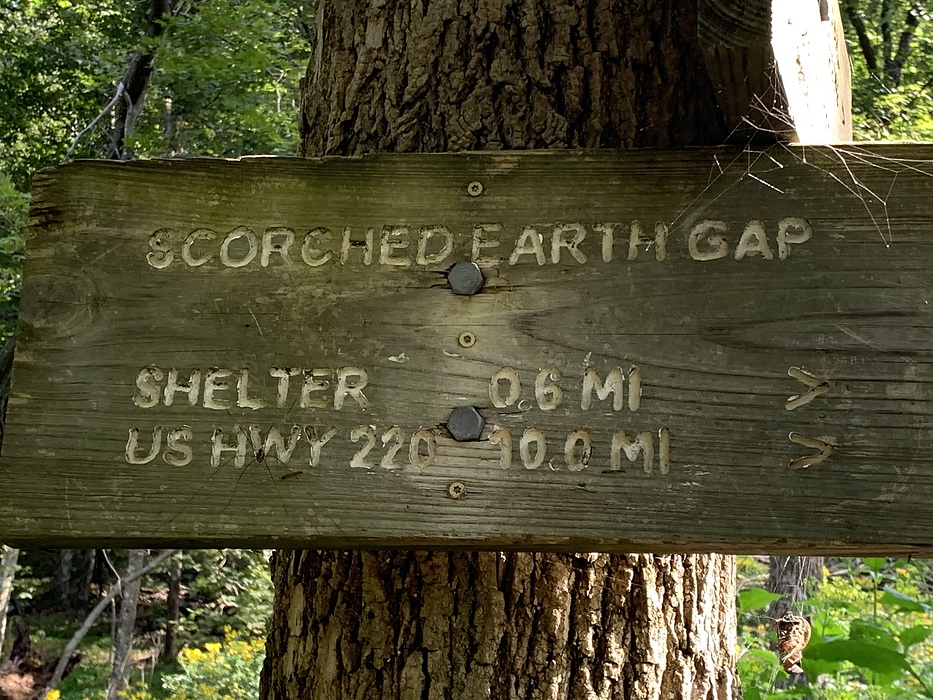 SCORCHED EARTH GAP
SHELTER 0.6 MI >
US HWY 220 10.0 MI >